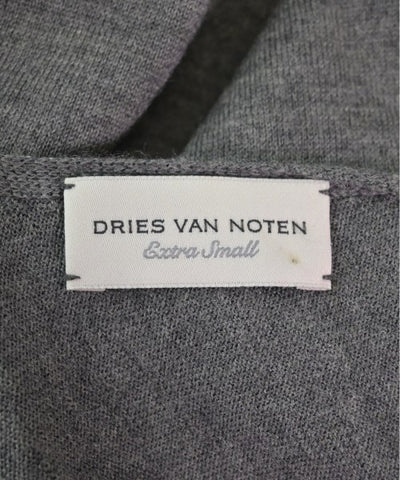 DRIES VAN NOTEN
Extra Small